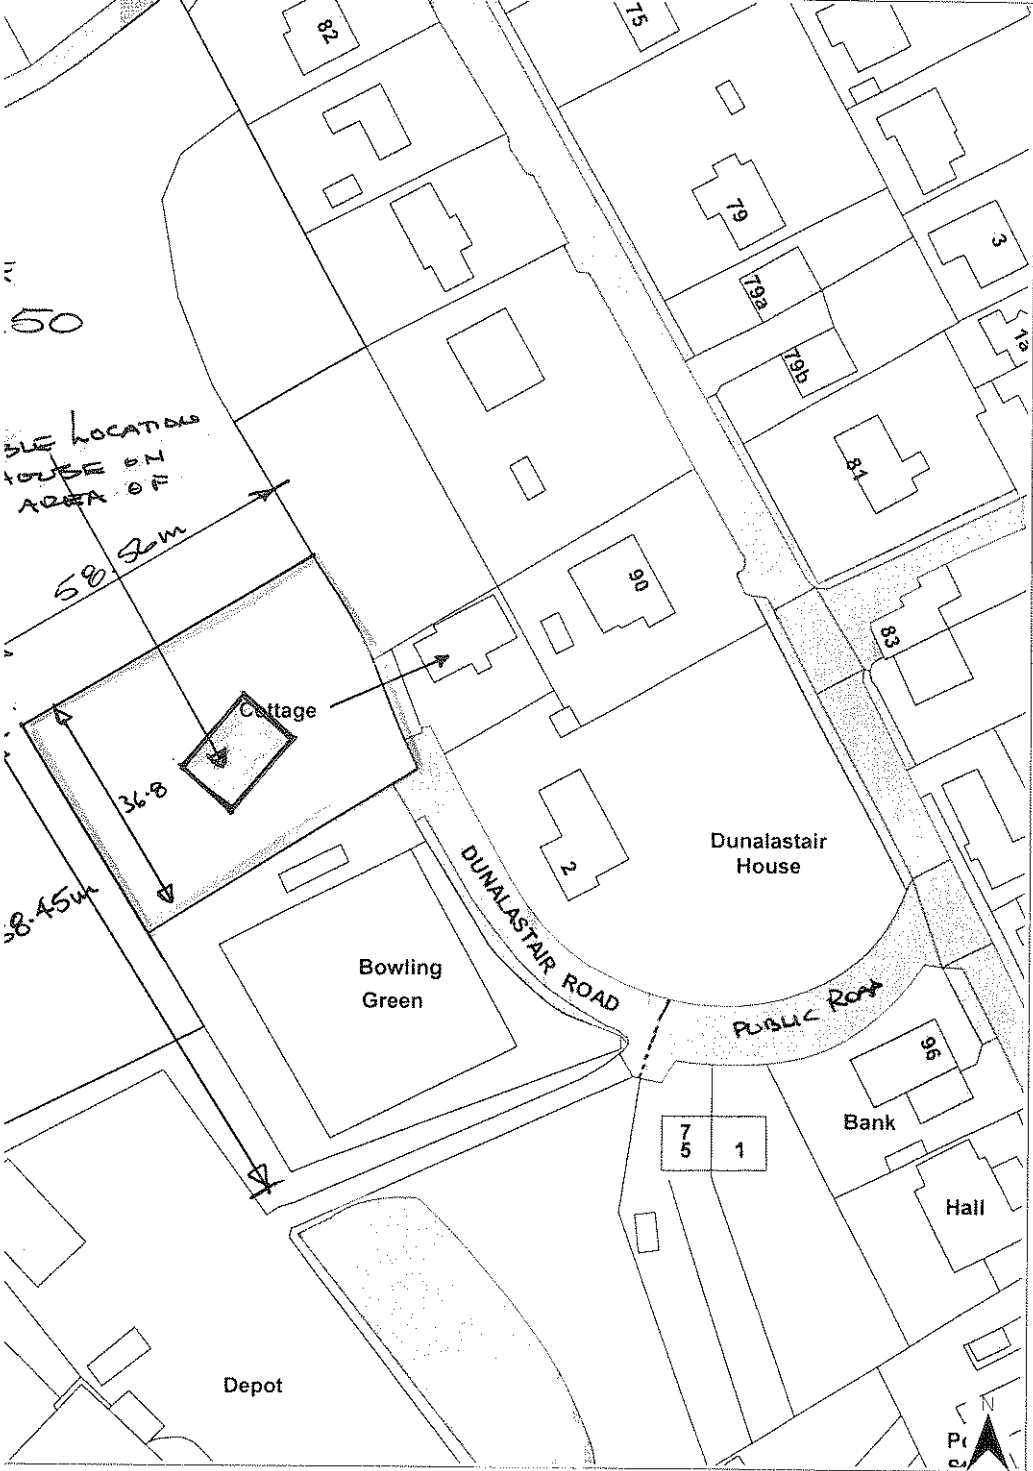 82
75
79
3
79a
1a
50
79b
BLE LOCATION
HOUSE ON
AREA OF
81
58.56m
90
83
Cottage
36.8
8.45m
2
Dunalastair
House
DUNALASTAIR ROAD
Bowling
Green
PUBLIC ROAD
96
Bank
7
5
1
Hall
Depot
N